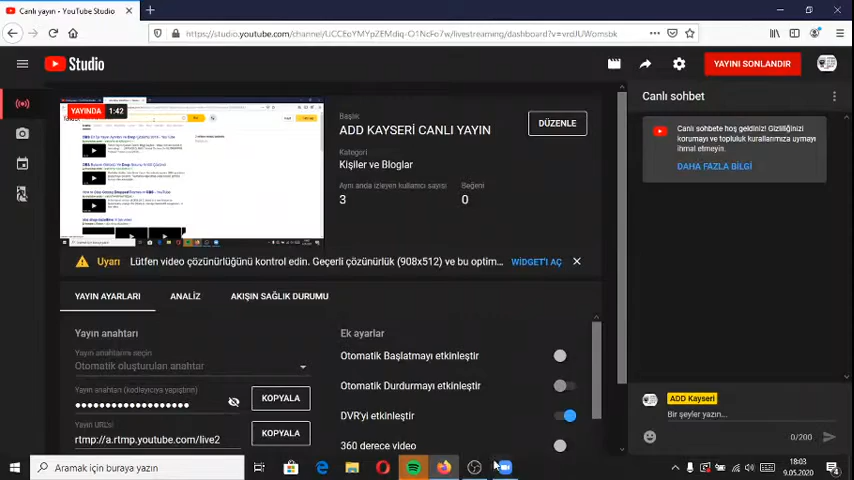 Canlı yayın - YouTube Studio
https://studio.youtube.com/channel/UCCEoYMYpZEMdiq-O1NcFo7w/livestreaming/dashboard?v=vrdJUWomsbk
Studio
YAYINI SONLANDIR
YAYINDA 1:42
Başlık
ADD KAYSERİ CANLI YAYIN
DÜZENLE
Kategori
Kişiler ve Bloglar
Aynı anda izleyen kullanıcı sayısı
Beğeni
3
0
Canlı sohbet
Canlı sohbete hoş geldiniz! Gizliliğinizi
korumayı ve topluluk kurallarımıza uymayı
ihmal etmeyin.
DAHA FAZLA BİLGİ
Uyarı Lütfen video çözünürlüğünü kontrol edin. Geçerli çözünürlük (908x512) ve bu optim... WİDGET'I AÇ
YAYIN AYARLARI
ANALİZ
AKIŞIN SAĞLIK DURUMU
Yayın anahtarı
Yayın anahtarını seçin
Otomatik oluşturulan anahtar
Yayın anahtarı (kodlayıcıya yapıştırın)
KOPYALA
Yayın URL'si
rtmp://a.rtmp.youtube.com/live2
KOPYALA
Ek ayarlar
Otomatik Başlatmayı etkinleştir
Otomatik Durdurmayı etkinleştir
DVR'yi etkinleştir
360 derece video
ADD Kayseri
Bir şeyler yazın...
0/200
Aramak için buraya yazın
18:03
9.05.2020
4